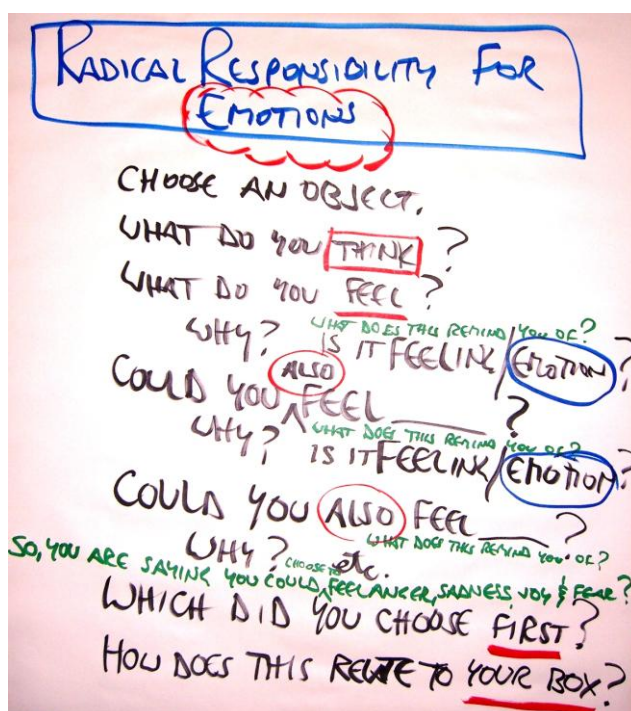 RADICAL RESPONSIBILITY FOR
EMOTIONS
CHOOSE AN OBJECT.
WHAT DO YOU THINK?
WHAT DO YOU FEEL?
WHAT DOES THIS REMIND YOU OF?
WHY? IS IT FEELING/EMOTION?
ALSO
COULD YOU ^ FEEL ____?
WHAT DOES THIS REMIND YOU OF?
WHY? IS IT FEELING/EMOTION?
COULD YOU ALSO FEEL ____?
WHY? etc. WHAT DOES THIS REMIND YOU OF?
CHOOSE TO
SO, YOU ARE SAYING YOU COULD ^ FEEL ANGER, SADNESS, JOY & FEAR?
WHICH DID YOU CHOOSE FIRST?
HOW DOES THIS RELATE TO YOUR BOX?